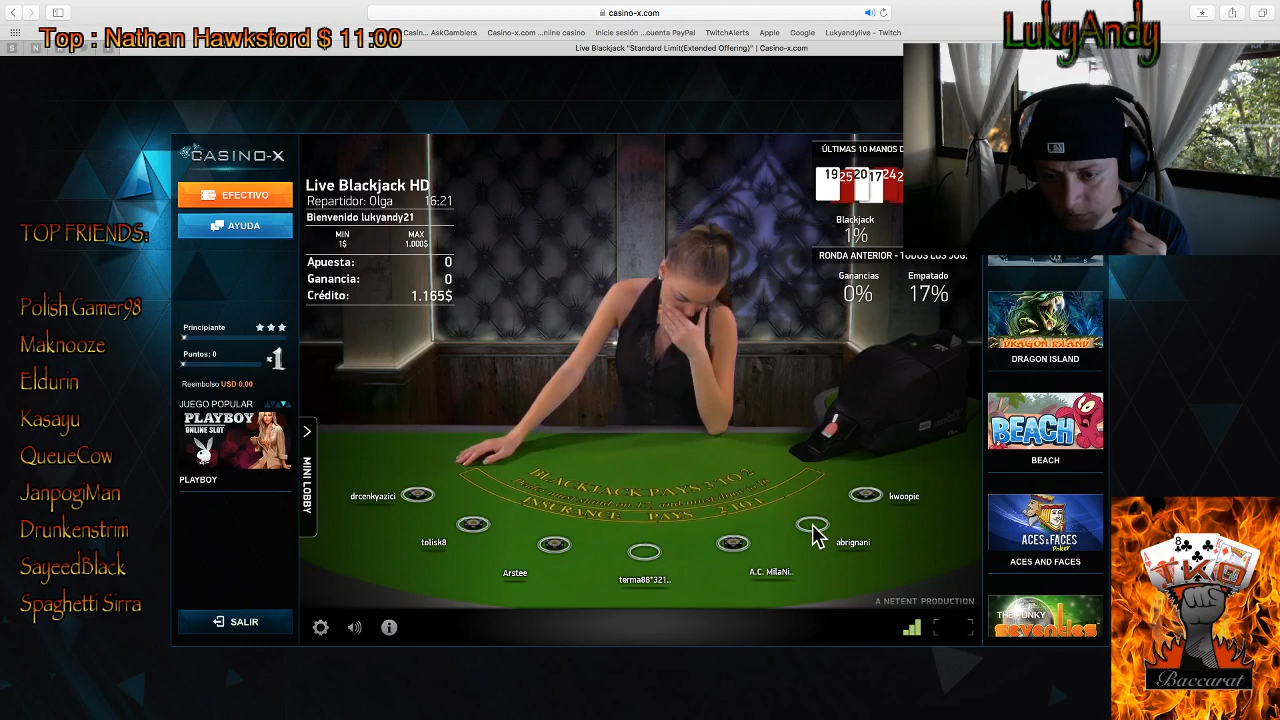 casino-x.com
Casin... AskGamblers
Casino-x.com ...nline casino
Inicie sesión ...cuenta PayPal
TwitchAlerts
Apple
Google
Lukyandylive - Twitch
Live Blackjack "Standard Limit(Extended Offering)" | Casino-x.com
Top : Nathan Hawksford $ 11:00
LukyAndy
CASINO-X
EFECTIVO
AYUDA
Live Blackjack HD
Repartidor: Olga 16:21
Bienvenido lukyandy21
MIN MAX
1$ 1.000$
Apuesta: 0
Ganancia: 0
Crédito: 1.165$
ÚLTIMAS 10 MANOS D
19 25 20 17 24 2
Blackjack
1%
RONDA ANTERIOR - TODOS LOS JUG.
Ganancias Empatado
0% 17%
TOP FRIENDS:
Polish Gamer98
Maknooze
Eldurin
Kasayu
QueueCow
JanpogiMan
Drunkenstrim
SayeedBlack
Spaghetti Sirra
Principiante
Puntos: 0
×1
Reembolso USD 0.00
JUEGO POPULAR
PLAYBOY
ONLINE SLOT
PLAYBOY
SALIR
MINI LOBBY
BLACKJACK PAYS 3 TO 2
INSURANCE PAYS 2 TO 1
drcenkyazici
tolisk8
Arstee
terma88*321..
A.C. MilaNi..
abrignani
kwoopie
A NETENT PRODUCTION
DRAGON ISLAND
DRAGON ISLAND
BEACH
BEACH
ACES&FACES
Poker
ACES AND FACES
THE FUNKY
seventies
8 K
TKG
Baccarat